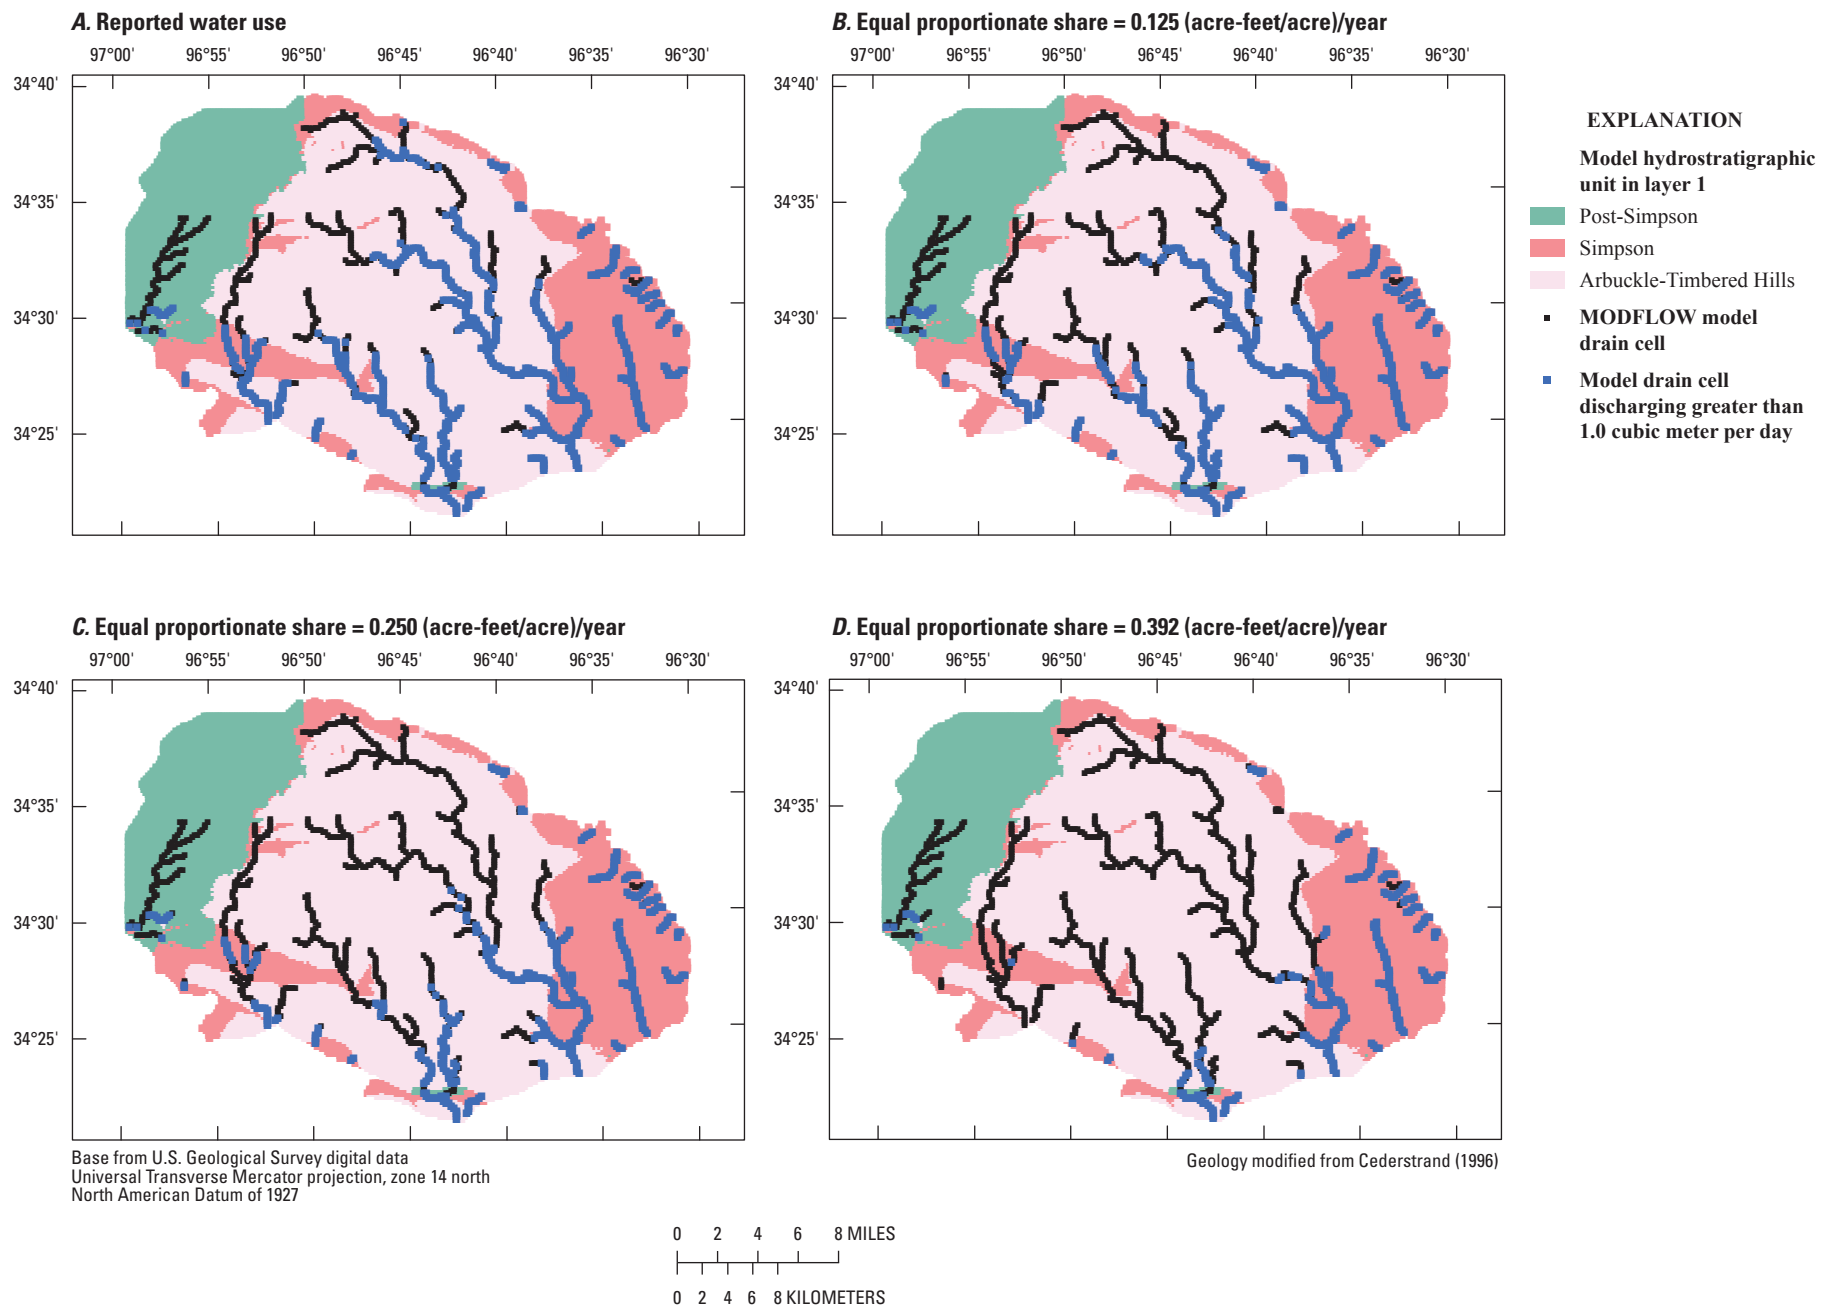 A. Reported water use
97°00' 96°55' 96°50' 96°45' 96°40' 96°35' 96°30'
34°40'
34°35'
34°30'
34°25'
B. Equal proportionate share = 0.125 (acre-feet/acre)/year
97°00' 96°55' 96°50' 96°45' 96°40' 96°35' 96°30'
34°40'
34°35'
34°30'
34°25'
EXPLANATION
Model hydrostratigraphic
unit in layer 1
Post-Simpson
Simpson
Arbuckle-Timbered Hills
MODFLOW model
drain cell
Model drain cell
discharging greater than
1.0 cubic meter per day
C. Equal proportionate share = 0.250 (acre-feet/acre)/year
97°00' 96°55' 96°50' 96°45' 96°40' 96°35' 96°30'
34°40'
34°35'
34°30'
34°25'
D. Equal proportionate share = 0.392 (acre-feet/acre)/year
97°00' 96°55' 96°50' 96°45' 96°40' 96°35' 96°30'
34°40'
34°35'
34°30'
34°25'
Base from U.S. Geological Survey digital data
Universal Transverse Mercator projection, zone 14 north
North American Datum of 1927
Geology modified from Cederstrand (1996)
0 2 4 6 8 MILES
0 2 4 6 8 KILOMETERS